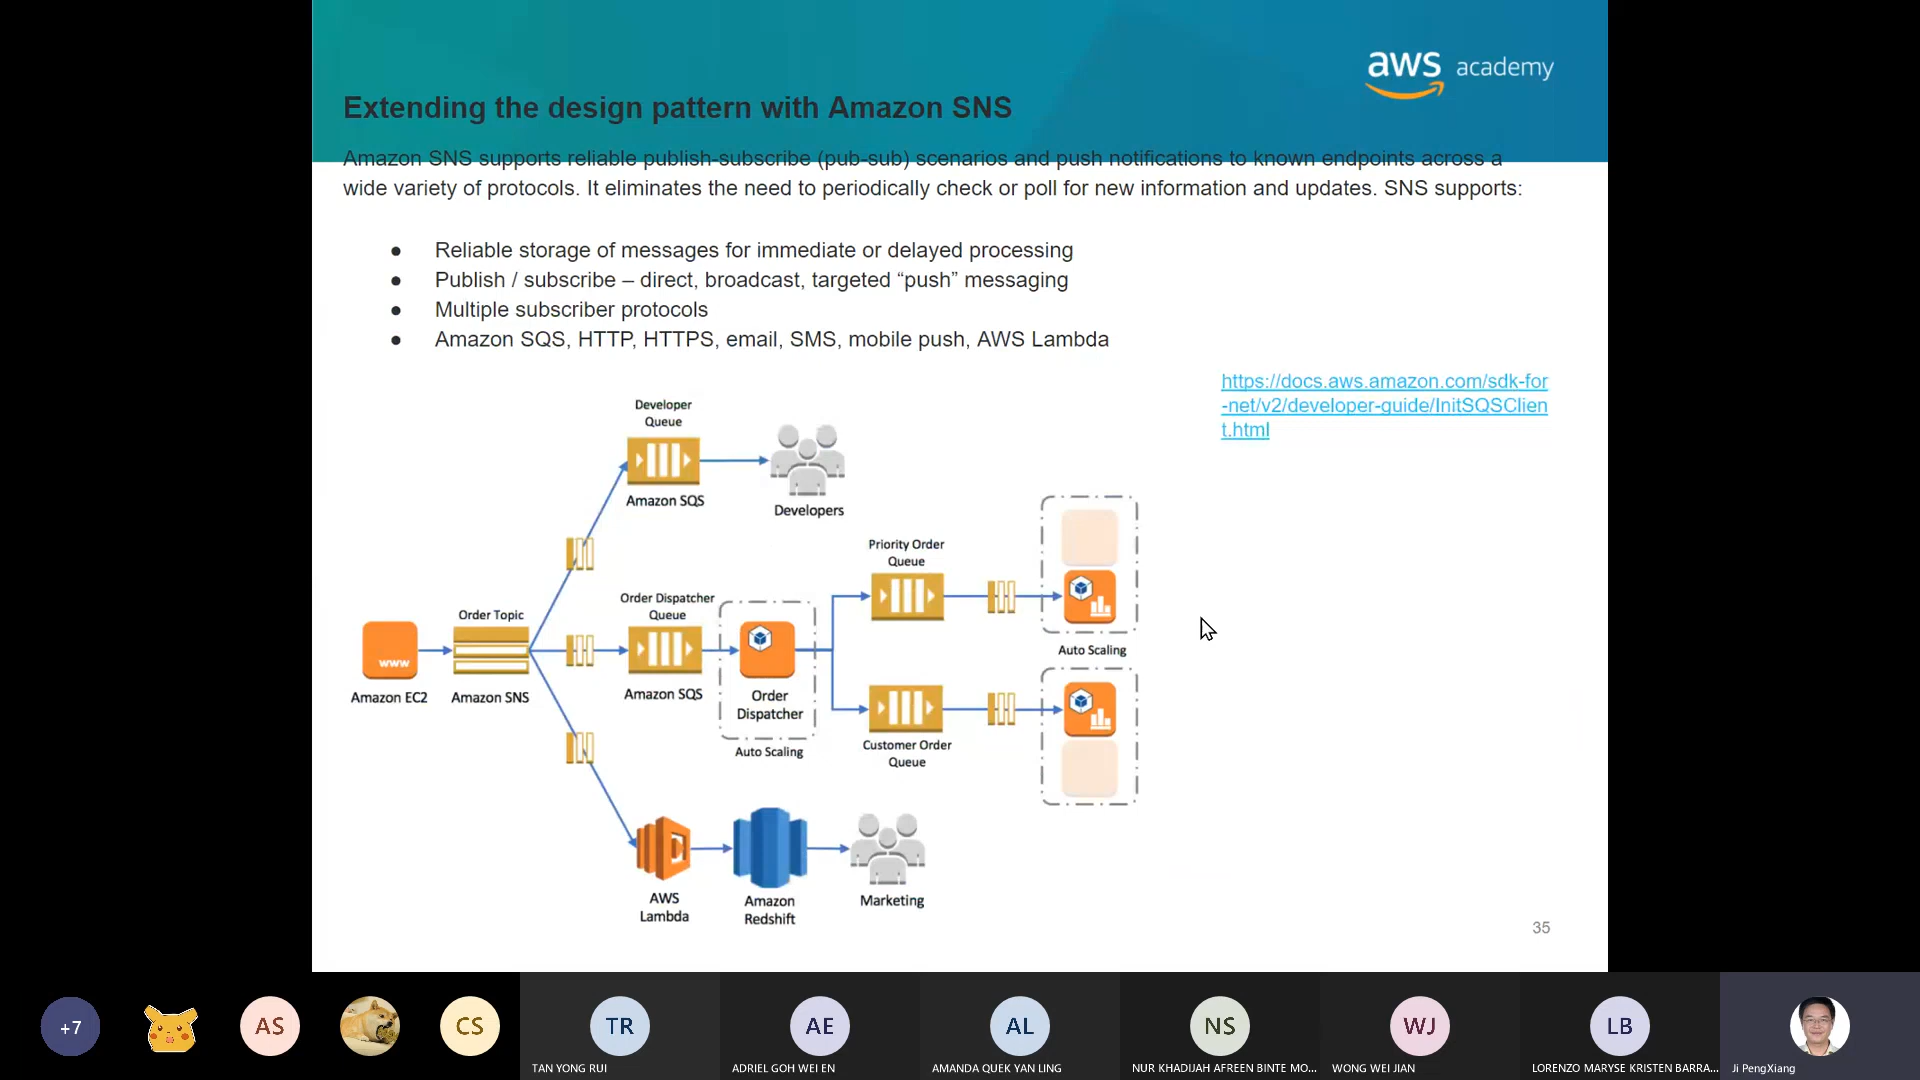 aws academy
Extending the design pattern with Amazon SNS
Amazon SNS supports reliable publish-subscribe (pub-sub) scenarios and push notifications to known endpoints across a
wide variety of protocols. It eliminates the need to periodically check or poll for new information and updates. SNS supports:
● Reliable storage of messages for immediate or delayed processing
● Publish / subscribe – direct, broadcast, targeted “push” messaging
● Multiple subscriber protocols
● Amazon SQS, HTTP, HTTPS, email, SMS, mobile push, AWS Lambda
https://docs.aws.amazon.com/sdk-for
-net/v2/developer-guide/InitSQSClien
t.html
Developer
Queue
Amazon SQS
Developers
Priority Order
Queue
Auto Scaling
Order Topic
www
Amazon EC2
Amazon SNS
Order Dispatcher
Queue
Amazon SQS
Order
Dispatcher
Auto Scaling
Customer Order
Queue
AWS
Lambda
Amazon
Redshift
Marketing
35
+7
AS
CS
TR
TAN YONG RUI
AE
ADRIEL GOH WEI EN
AL
AMANDA QUEK YAN LING
NS
NUR KHADIJAH AFREEN BINTE MO...
WJ
WONG WEI JIAN
LB
LORENZO MARYSE KRISTEN BARRA...
Ji PengXiang